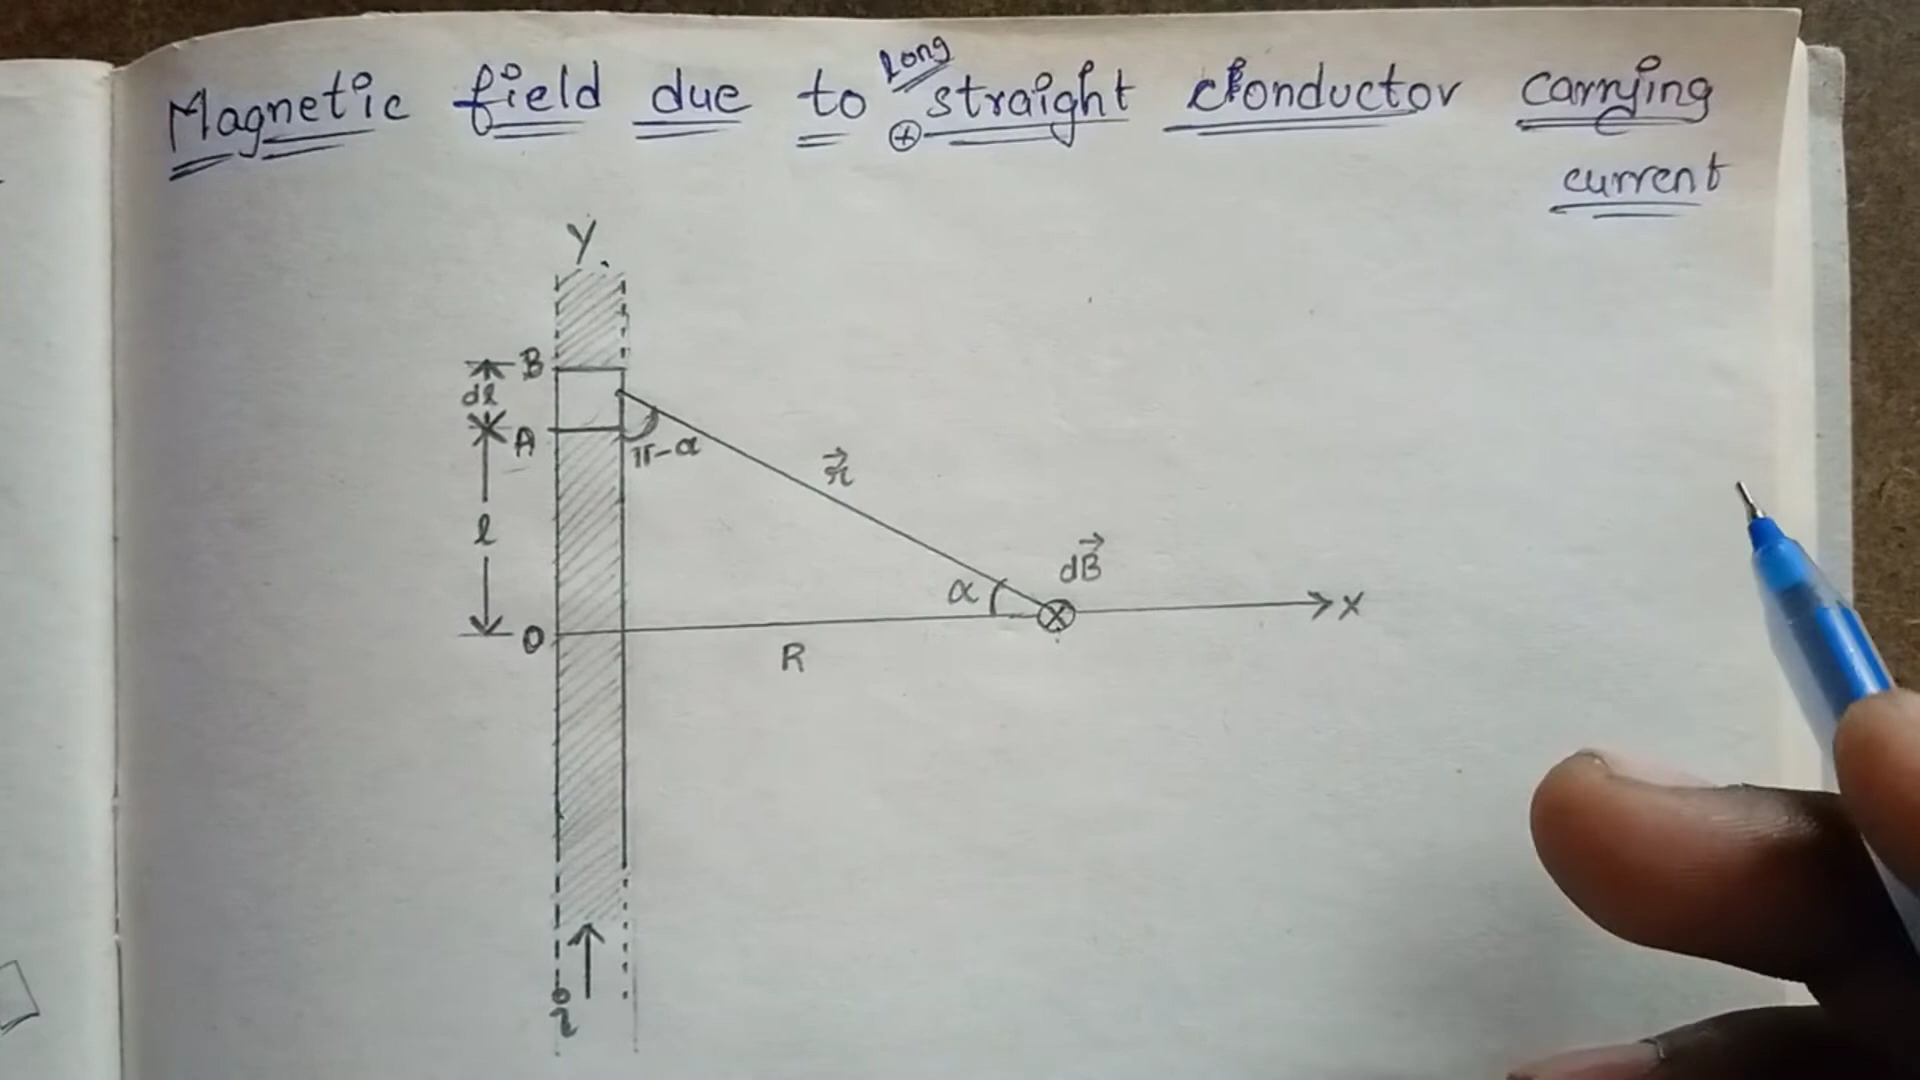 Long
Magnetic field due to straight conductor carrying
current
Y
B
dl
A
π-α
r⃗
l
dB⃗
α
X
O
R
i